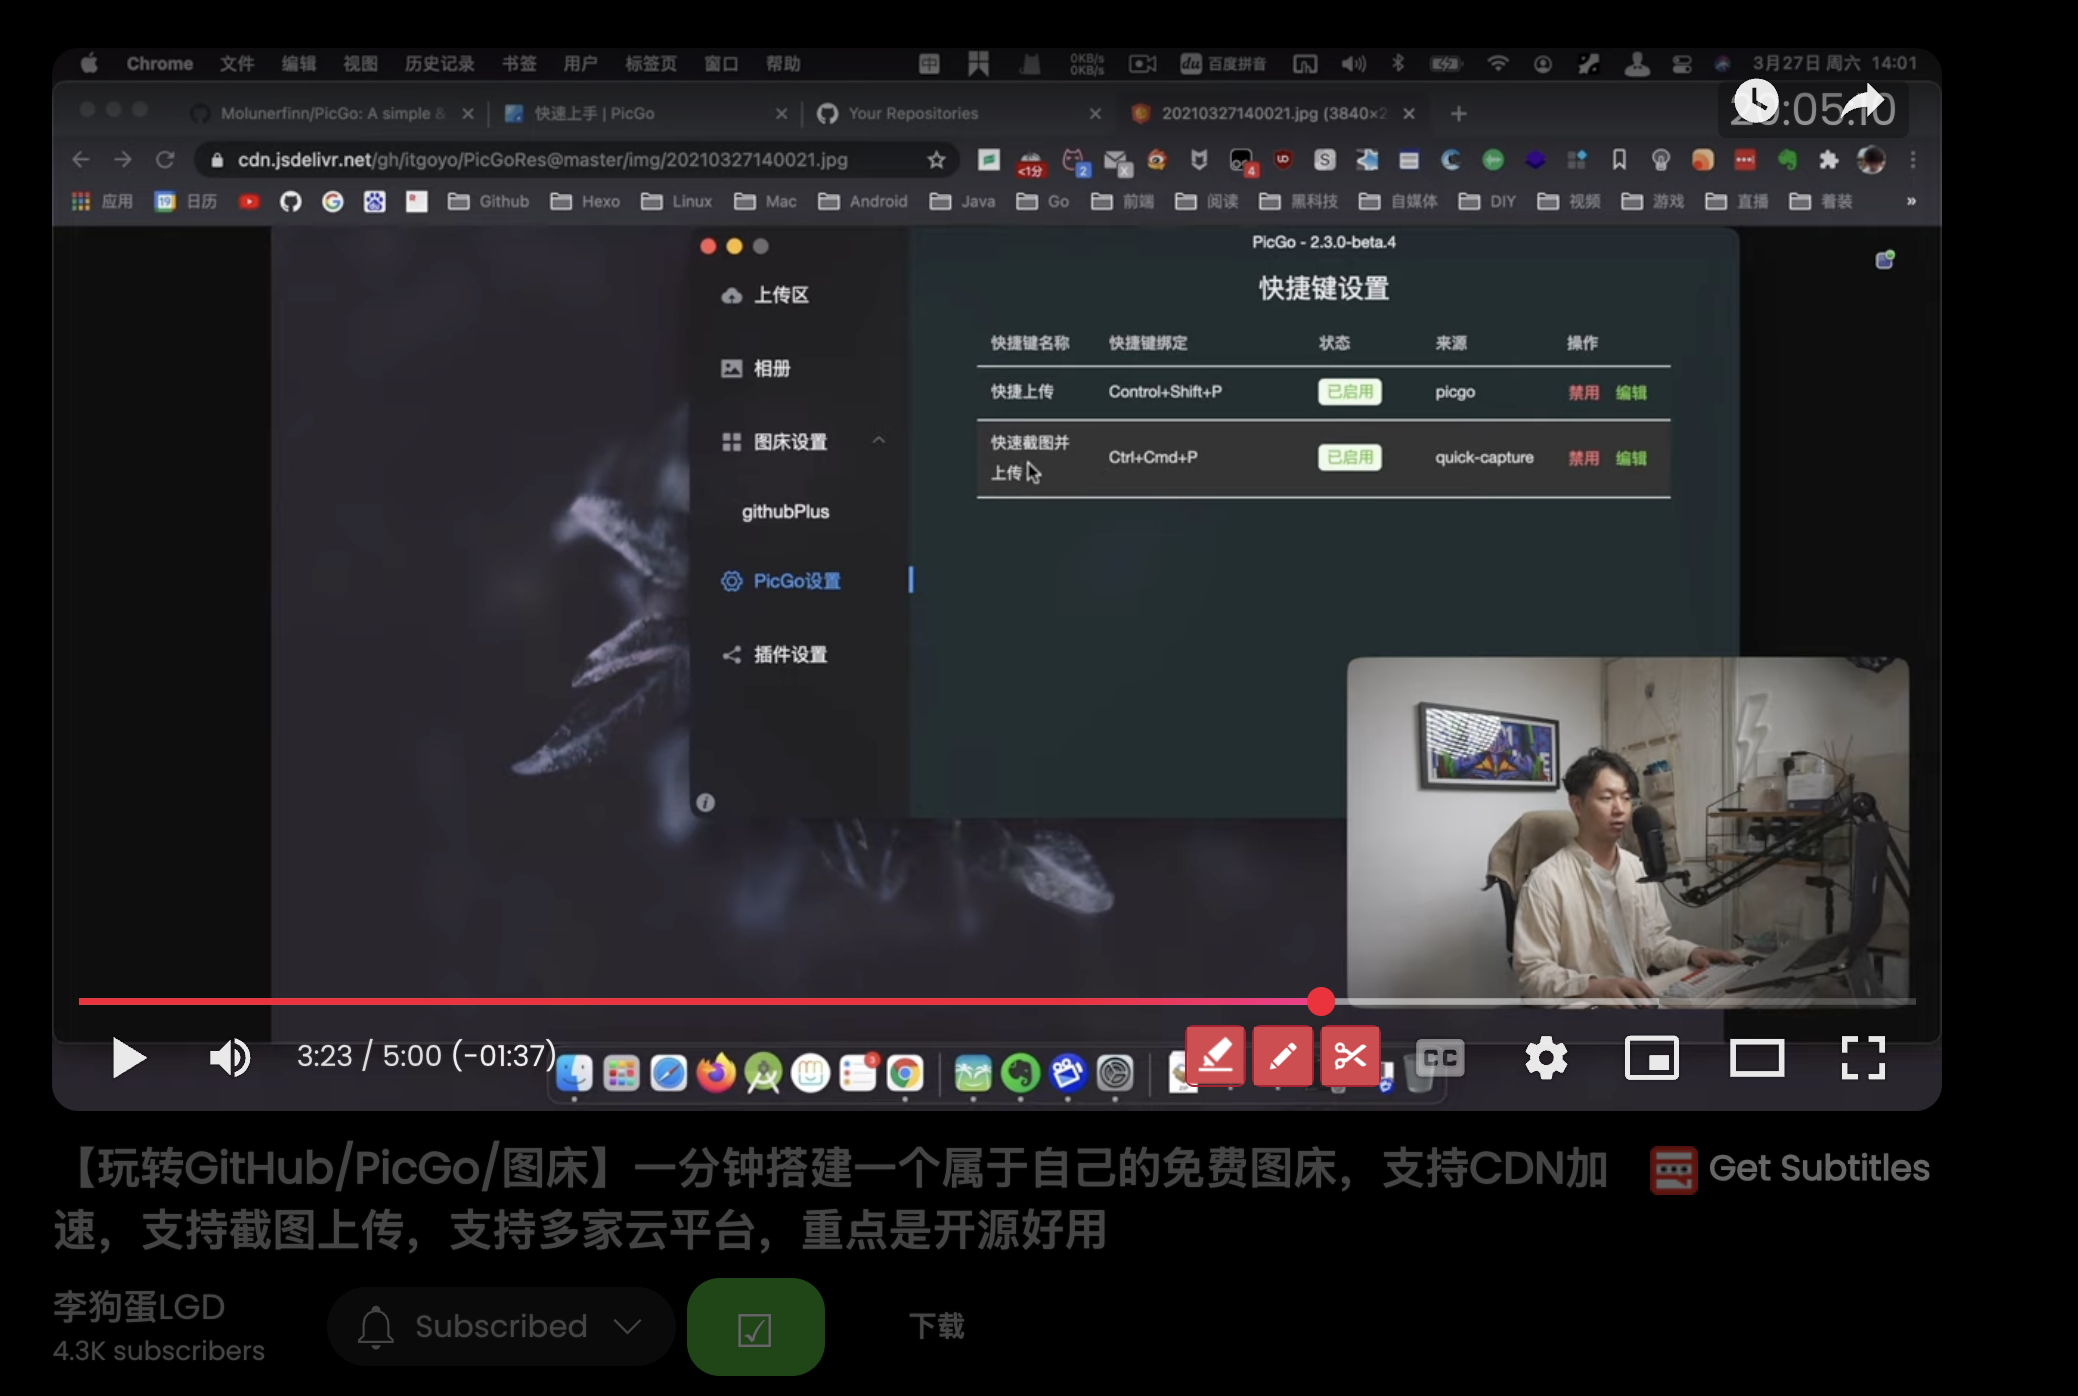 Chrome 文件 编辑 视图 历史记录 书签 用户 标签页 窗口 帮助 0KB/s 0KB/s 百度拼音 3月27日 周六 14:01
Molunerfinn/PicGo: A simple & 快速上手 | PicGo Your Repositories 20210327140021.jpg (3840×2
cdn.jsdelivr.net/gh/itgoyo/PicGoRes@master/img/20210327140021.jpg
应用 日历 Github Hexo Linux Mac Android Java Go 前端 阅读 黑科技 自媒体 DIY 视频 游戏 直播 着装 »
PicGo - 2.3.0-beta.4
快捷键设置
上传区
相册
图床设置
githubPlus
PicGo设置
插件设置
快捷键名称 快捷键绑定 状态 来源 操作
快捷上传 Control+Shift+P 已启用 picgo 禁用 编辑
快速截图并
上传 Ctrl+Cmd+P 已启用 quick-capture 禁用 编辑
3:23 / 5:00 (-01:37)
CC
【玩转GitHub/PicGo/图床】一分钟搭建一个属于自己的免费图床，支持CDN加
速，支持截图上传，支持多家云平台，重点是开源好用
Get Subtitles
李狗蛋LGD
4.3K subscribers
Subscribed
下载